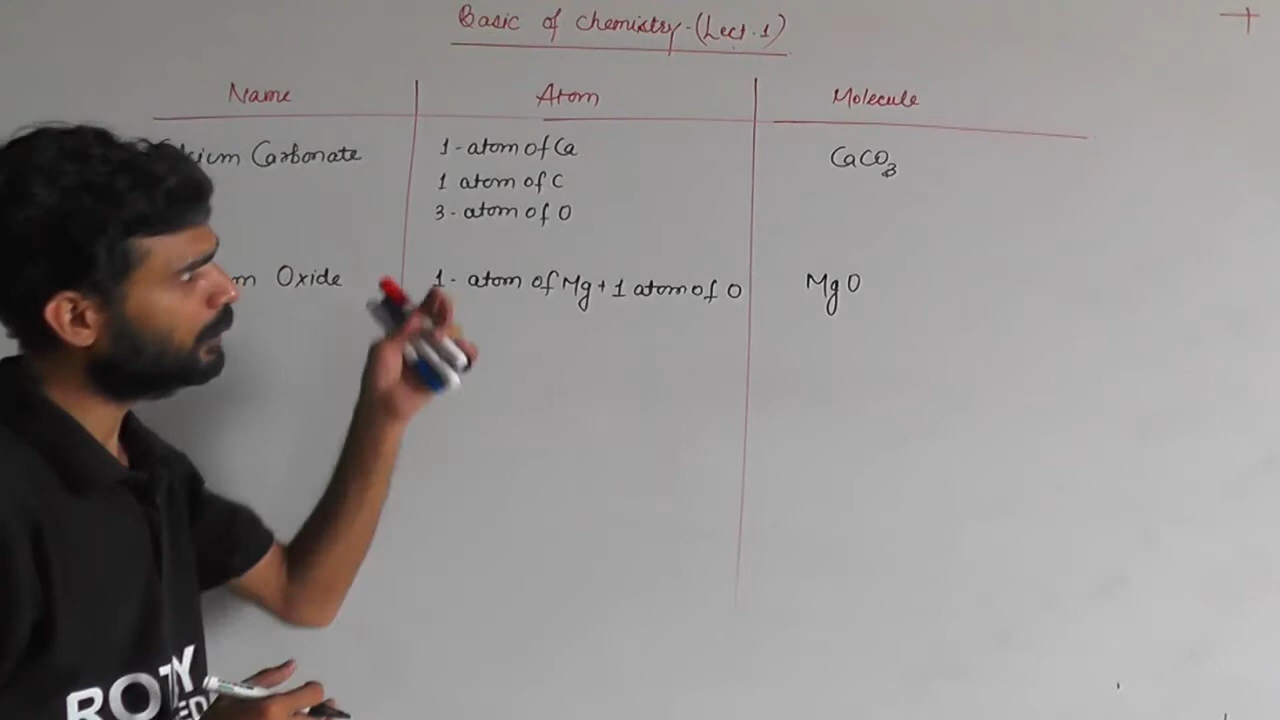 Basic of chemistry-(Lect.1)
Name Atom Molecule
Carbonate 1-atom of Ca CaCO3
1 atom of C
3-atom of O
Oxide 1- atom of Mg+1 atom of O MgO